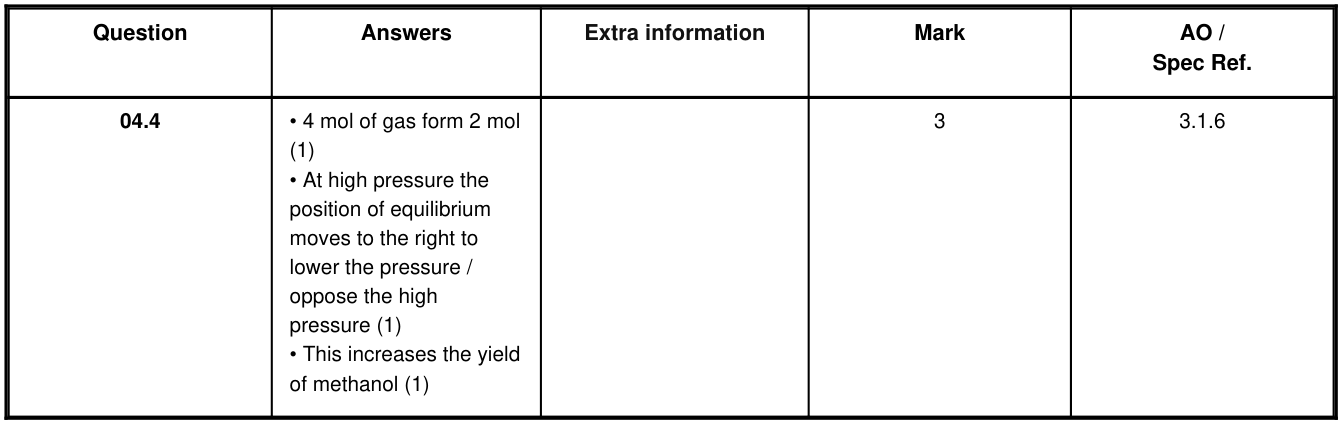 Question Answers Extra information Mark AO /
Spec Ref.
04.4 • 4 mol of gas form 2 mol 3 3.1.6
(1)
• At high pressure the
position of equilibrium
moves to the right to
lower the pressure /
oppose the high
pressure (1)
• This increases the yield
of methanol (1)